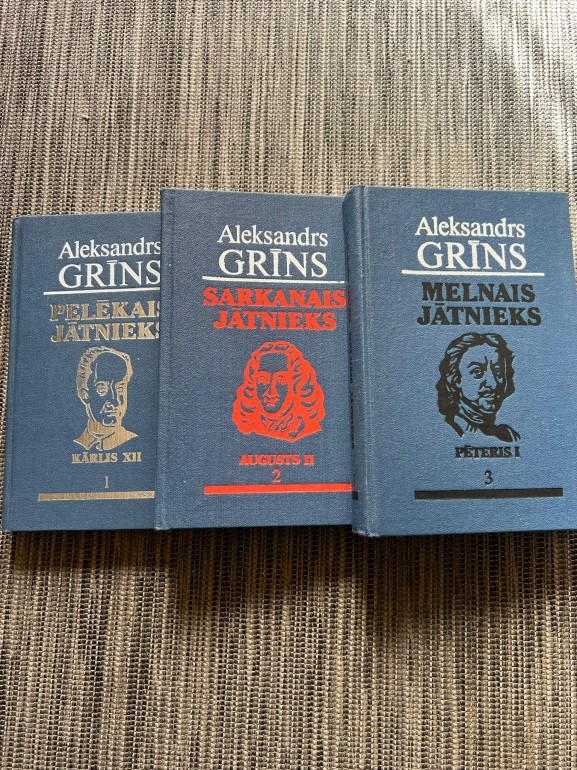 Aleksandrs
GRĪNS
PELĒKAIS
JĀTNIEKS
KĀRLIS XII
1
Aleksandrs
GRĪNS
SARKANAIS
JĀTNIEKS
AUGUSTS II
2
Aleksandrs
GRĪNS
MELNAIS
JĀTNIEKS
PĒTERIS I
3